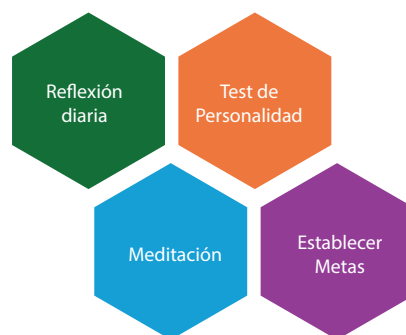 Reflexión
diaria
Test de
Personalidad
Meditación
Establecer
Metas